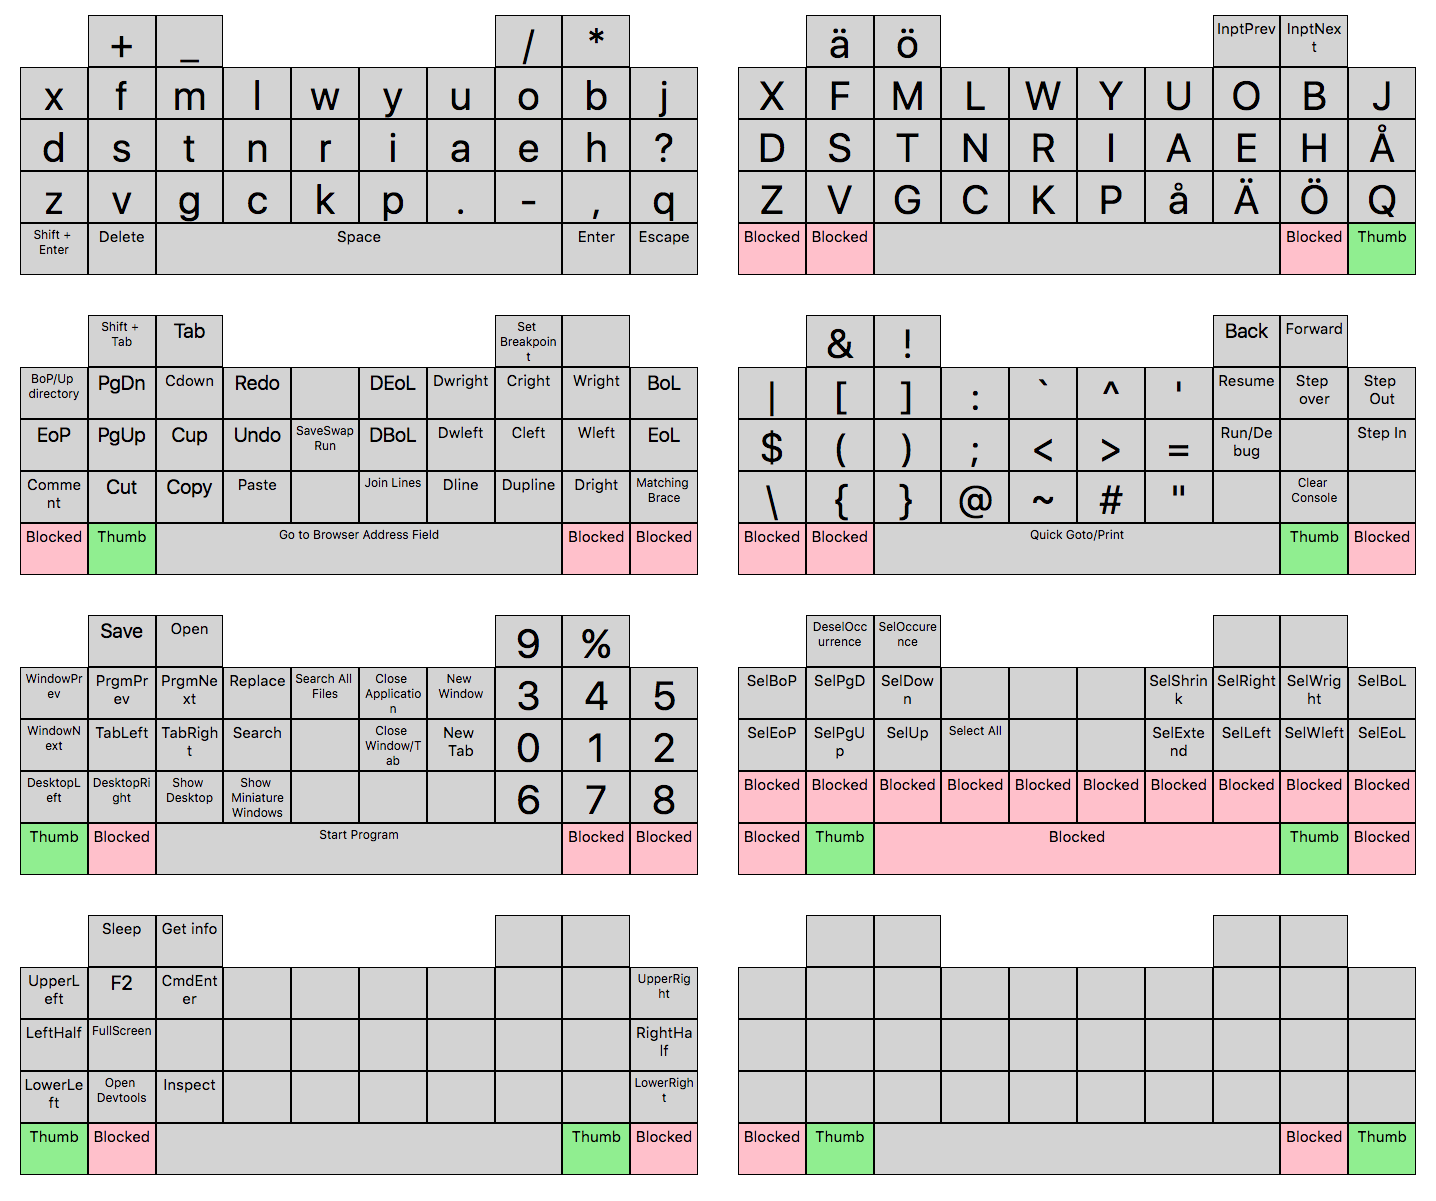 + _ / *
x f m l w y u o b j
d s t n r i a e h ?
z v g c k p . - , q
Shift + Enter Delete Space Enter Escape
ä ö InptPrev InptNext
X F M L W Y U O B J
D S T N R I A E H Å
Z V G C K P å Ä Ö Q
Blocked Blocked Blocked Thumb
Shift + Tab Tab Set Breakpoint
BoP/Up directory PgDn Cdown Redo DEoL Dwright Cright Wright BoL
EoP PgUp Cup Undo SaveSwap Run DBoL Dwleft Cleft Wleft EoL
Comment Cut Copy Paste Join Lines Dline Dupline Dright Matching Brace
Blocked Thumb Go to Browser Address Field Blocked Blocked
& ! Back Forward
| [ ] : ` ^ ' Resume Step over Step Out
$ ( ) ; < > = Run/Debug Step In
\ { } @ ~ # " Clear Console
Blocked Blocked Quick Goto/Print Thumb Blocked
Save Open 9 %
WindowPrev PrgmPrev PrgmNext Replace Search All Files Close Application New Window 3 4 5
WindowNext TabLeft TabRight Search Close Window/Tab New Tab 0 1 2
DesktopLeft DesktopRight Show Desktop Show Miniature Windows 6 7 8
Thumb Blocked Start Program Blocked Blocked
DeselOccurrence SelOccurence
SelBoP SelPgD SelDown SelShrink SelRight SelWright SelBoL
SelEoP SelPgUp SelUp Select All SelExtend SelLeft SelWleft SelEoL
Blocked Blocked Blocked Blocked Blocked Blocked Blocked Blocked Blocked Blocked
Blocked Thumb Blocked Thumb Blocked
Sleep Get info
UpperLeft F2 CmdEnter UpperRight
LeftHalf FullScreen RightHalf
LowerLeft Open Devtools Inspect LowerRight
Thumb Blocked Thumb Blocked
Blocked Thumb Blocked Thumb